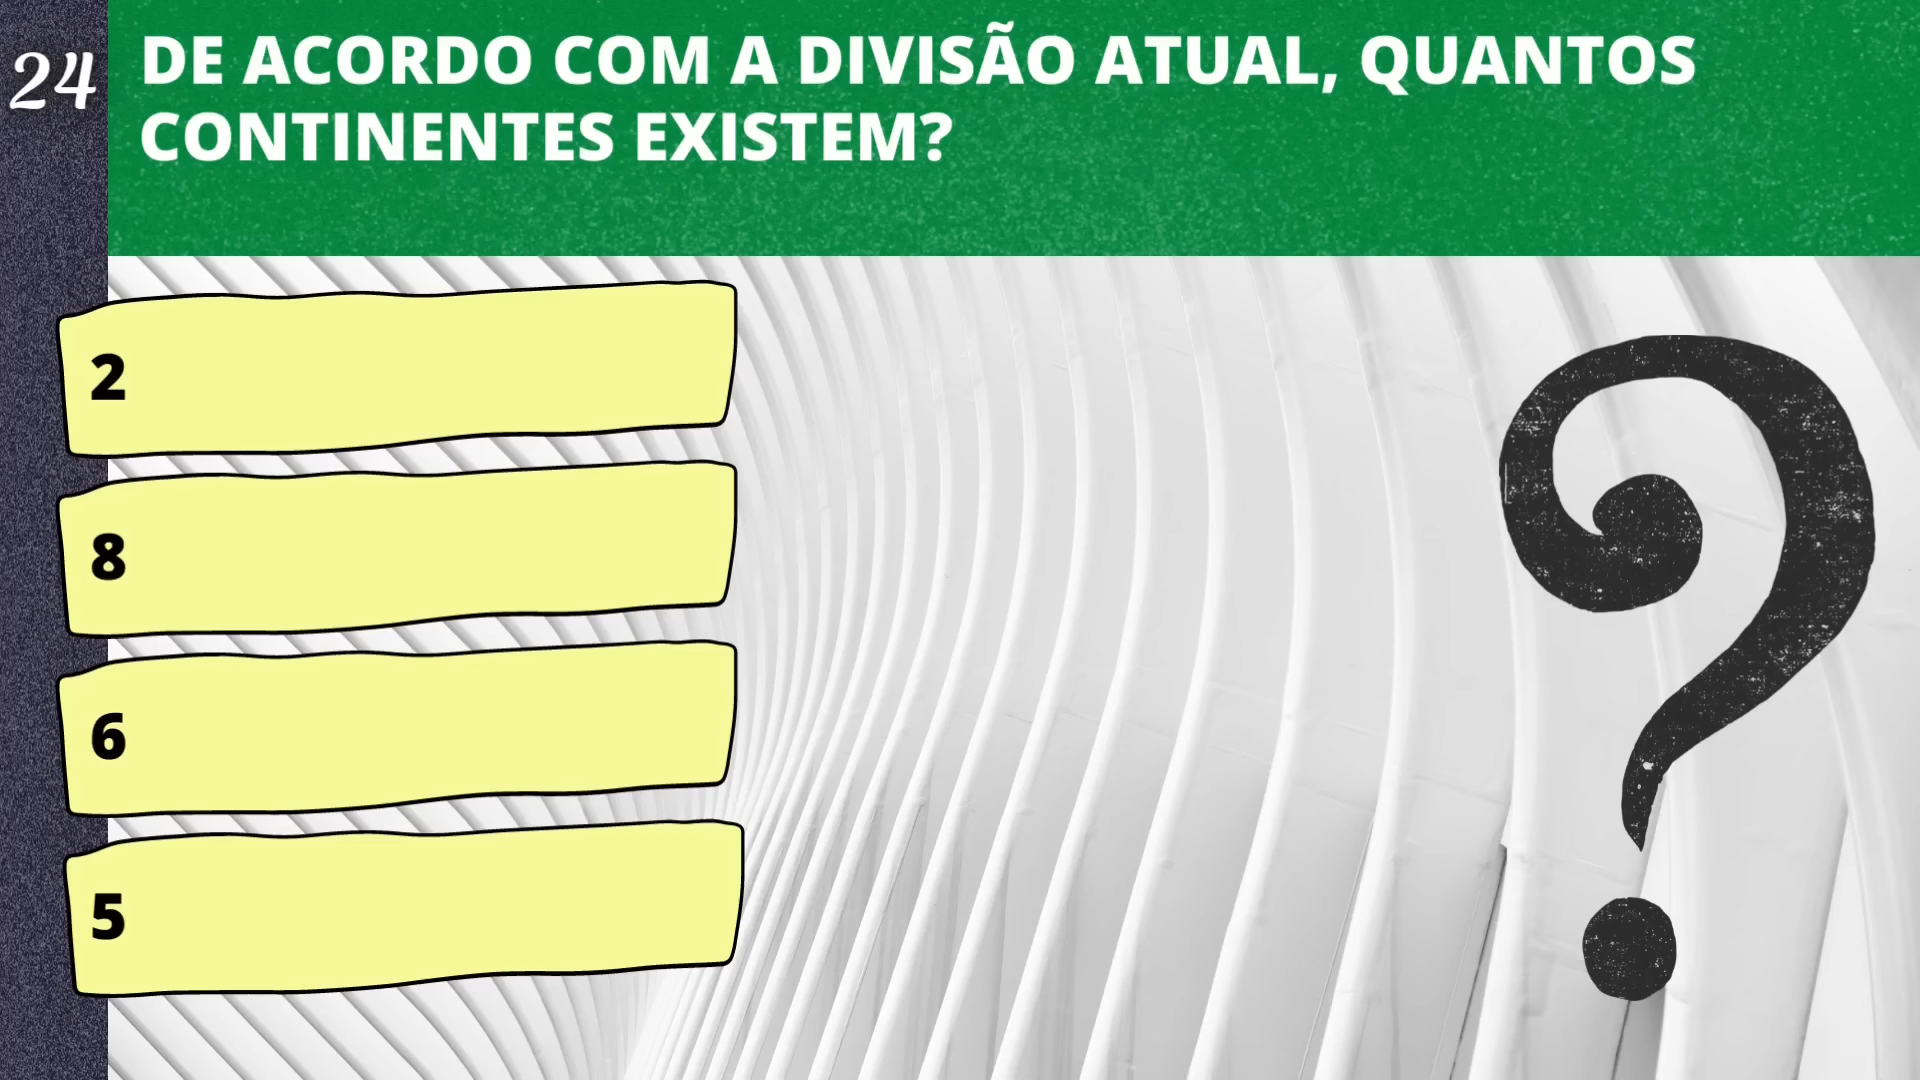 24
DE ACORDO COM A DIVISÃO ATUAL, QUANTOS
CONTINENTES EXISTEM?
2
8
6
5